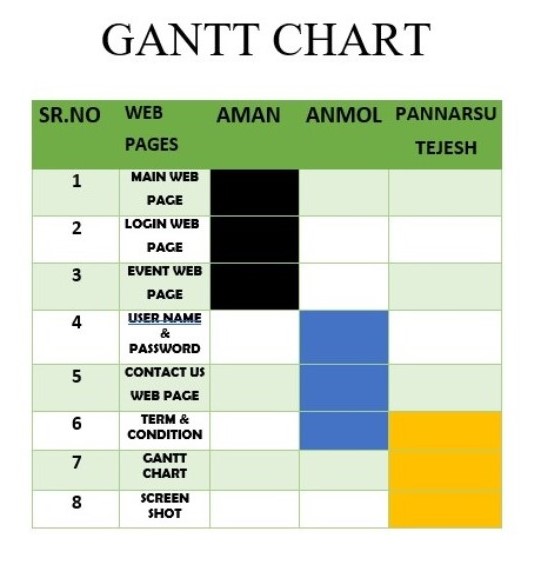 GANTT CHART
SR.NO WEB PAGES AMAN ANMOL PANNARSU TEJESH
1 MAIN WEB PAGE
2 LOGIN WEB PAGE
3 EVENT WEB PAGE
4 USER NAME & PASSWORD
5 CONTACT US WEB PAGE
6 TERM & CONDITION
7 GANTT CHART
8 SCREEN SHOT